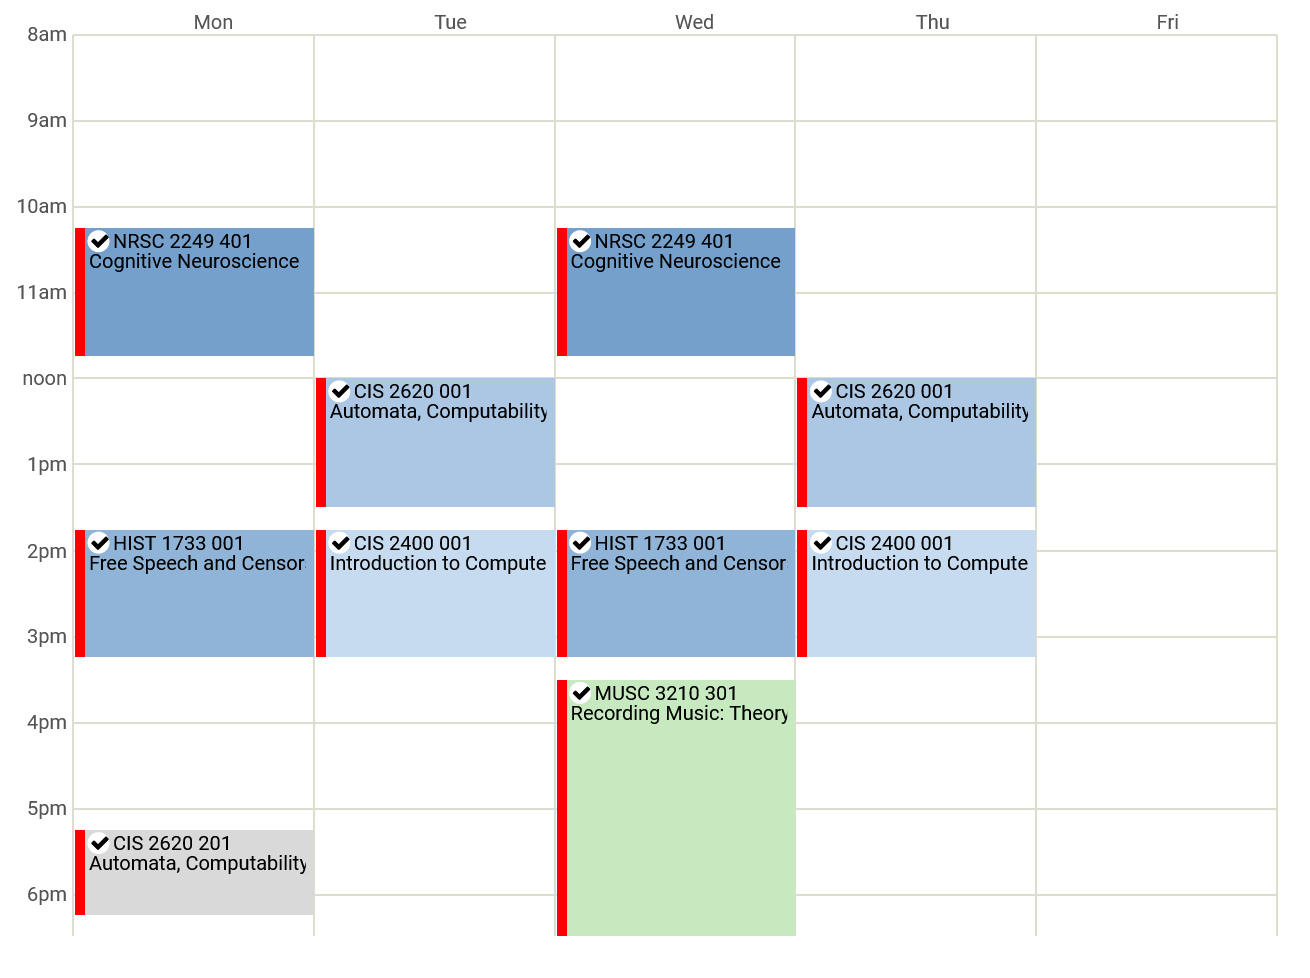 Mon Tue Wed Thu Fri
8am
9am
10am
NRSC 2249 401
Cognitive Neuroscience
NRSC 2249 401
Cognitive Neuroscience
11am
noon
CIS 2620 001
Automata, Computability
CIS 2620 001
Automata, Computability
1pm
HIST 1733 001
Free Speech and Censor
CIS 2400 001
Introduction to Compute
HIST 1733 001
Free Speech and Censor
CIS 2400 001
Introduction to Compute
2pm
3pm
MUSC 3210 301
Recording Music: Theory
4pm
5pm
CIS 2620 201
Automata, Computability
6pm